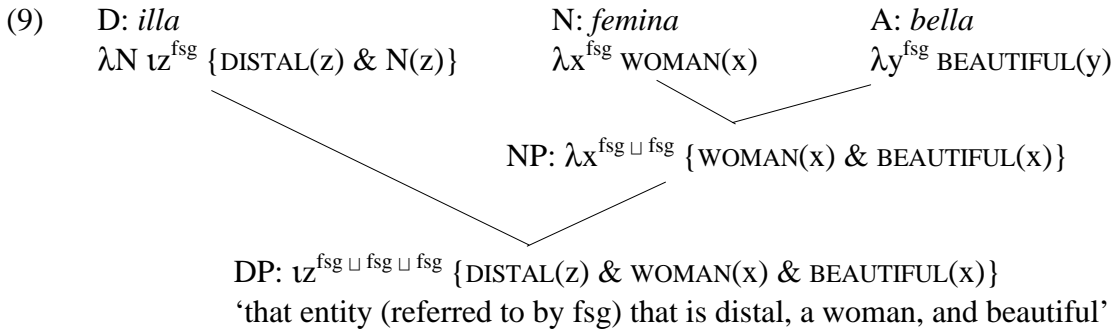 (9) D: illa N: femina A: bella
λN ιz^fsg {DISTAL(z) & N(z)} λx^fsg WOMAN(x) λy^fsg BEAUTIFUL(y)
NP: λx^fsg ⊔ fsg {WOMAN(x) & BEAUTIFUL(x)}
DP: ιz^fsg ⊔ fsg ⊔ fsg {DISTAL(z) & WOMAN(x) & BEAUTIFUL(x)}
‘that entity (referred to by fsg) that is distal, a woman, and beautiful’